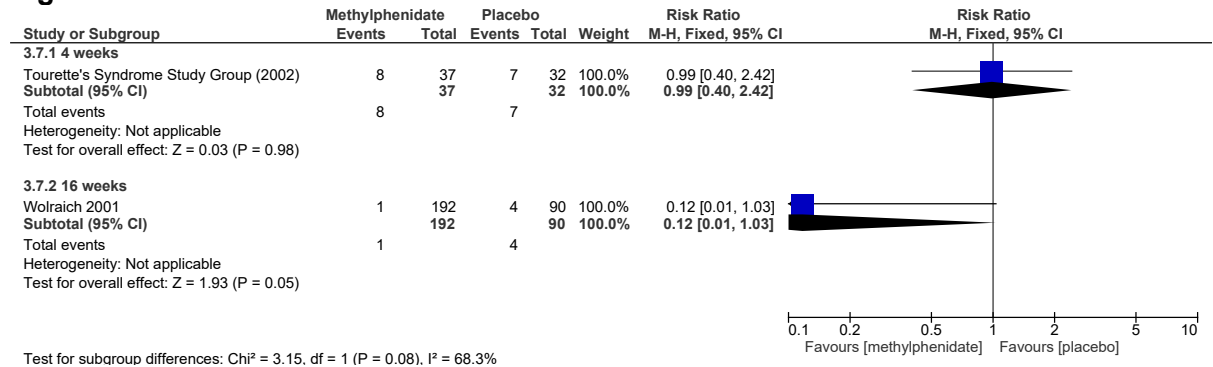 Methylphenidate Placebo Risk Ratio Risk Ratio
Study or Subgroup Events Total Events Total Weight M-H, Fixed, 95% CI M-H, Fixed, 95% CI
3.7.1 4 weeks
Tourette's Syndrome Study Group (2002) 8 37 7 32 100.0% 0.99 [0.40, 2.42]
Subtotal (95% CI) 37 32 100.0% 0.99 [0.40, 2.42]
Total events 8 7
Heterogeneity: Not applicable
Test for overall effect: Z = 0.03 (P = 0.98)
3.7.2 16 weeks
Wolraich 2001 1 192 4 90 100.0% 0.12 [0.01, 1.03]
Subtotal (95% CI) 192 90 100.0% 0.12 [0.01, 1.03]
Total events 1 4
Heterogeneity: Not applicable
Test for overall effect: Z = 1.93 (P = 0.05)
0.1 0.2 0.5 1 2 5 10
Favours [methylphenidate] Favours [placebo]
Test for subgroup differences: Chi² = 3.15, df = 1 (P = 0.08), I² = 68.3%